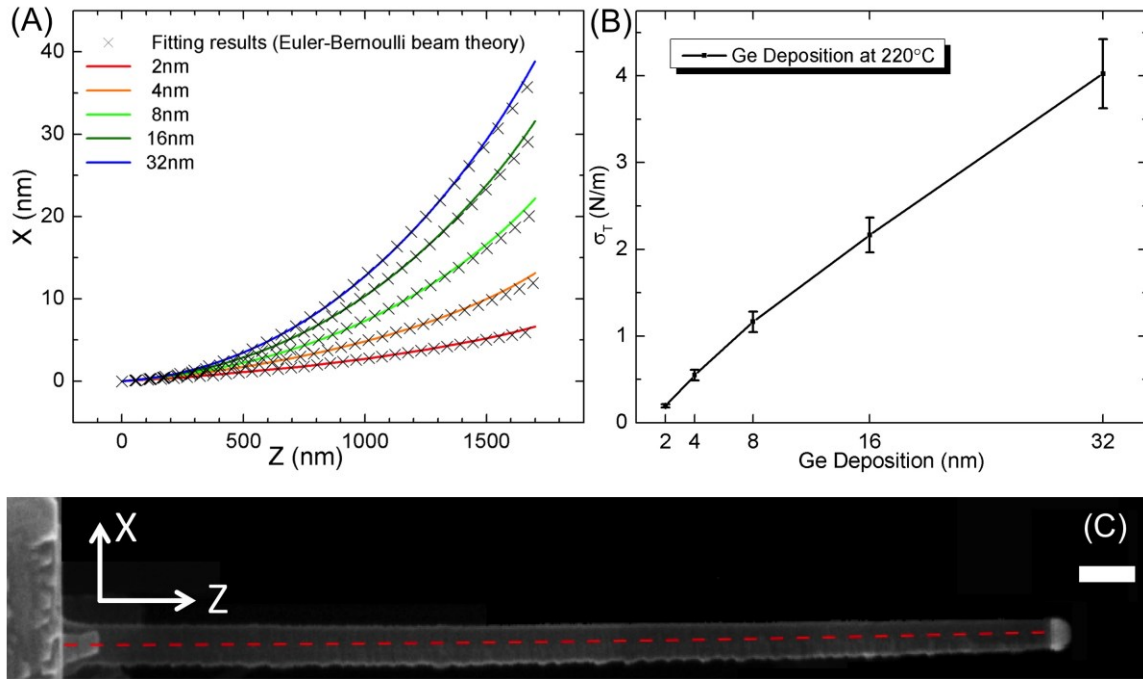 (A)
40
30
20
10
0
X (nm)
Fitting results (Euler-Bernoulli beam theory)
2nm
4nm
8nm
16nm
32nm
0 500 1000 1500
Z (nm)
(B)
4
3
2
1
0
σT (N/m)
Ge Deposition at 220°C
2 4 8 16 32
Ge Deposition (nm)
X
Z
(C)